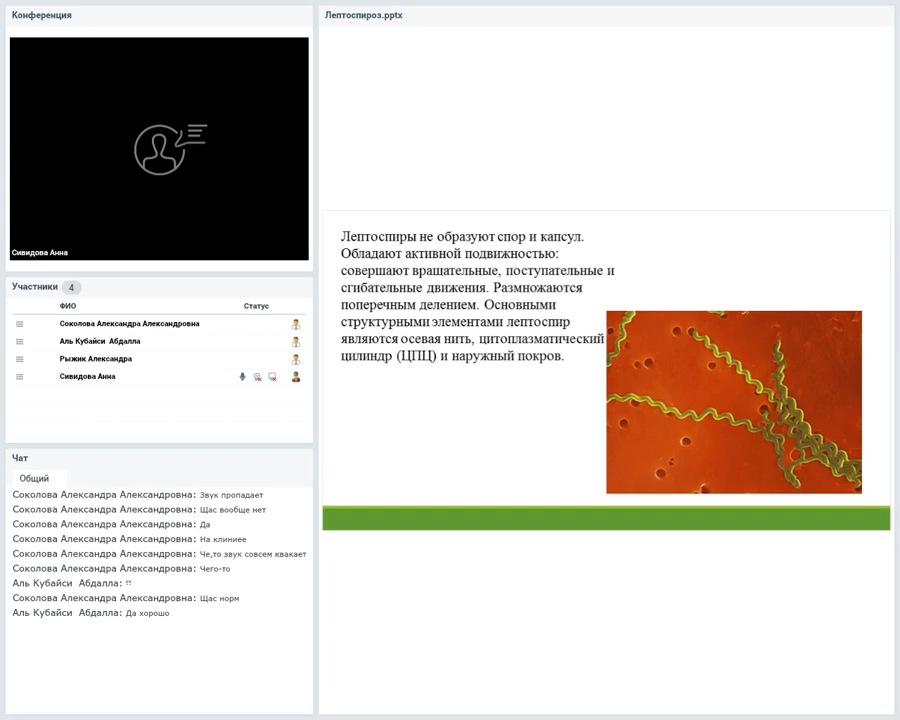 Конференция
Сивидова Анна
Участники 4
ФИО Статус
Соколова Александра Александровна
Аль Кубайси Абдалла
Рыжик Александра
Сивидова Анна
Чат
Общий
Соколова Александра Александровна: Звук пропадает
Соколова Александра Александровна: Щас вообще нет
Соколова Александра Александровна: Да
Соколова Александра Александровна: На клиниее
Соколова Александра Александровна: Че,то звук совсем квакает
Соколова Александра Александровна: Чего-то
Аль Кубайси Абдалла:
Соколова Александра Александровна: Щас норм
Аль Кубайси Абдалла: Да хорошо
Лептоспироз.pptx
Лептоспиры не образуют спор и капсул.
Обладают активной подвижностью:
совершают вращательные, поступательные и
сгибательные движения. Размножаются
поперечным делением. Основными
структурными элементами лептоспир
являются осевая нить, цитоплазматический
цилиндр (ЦПЦ) и наружный покров.